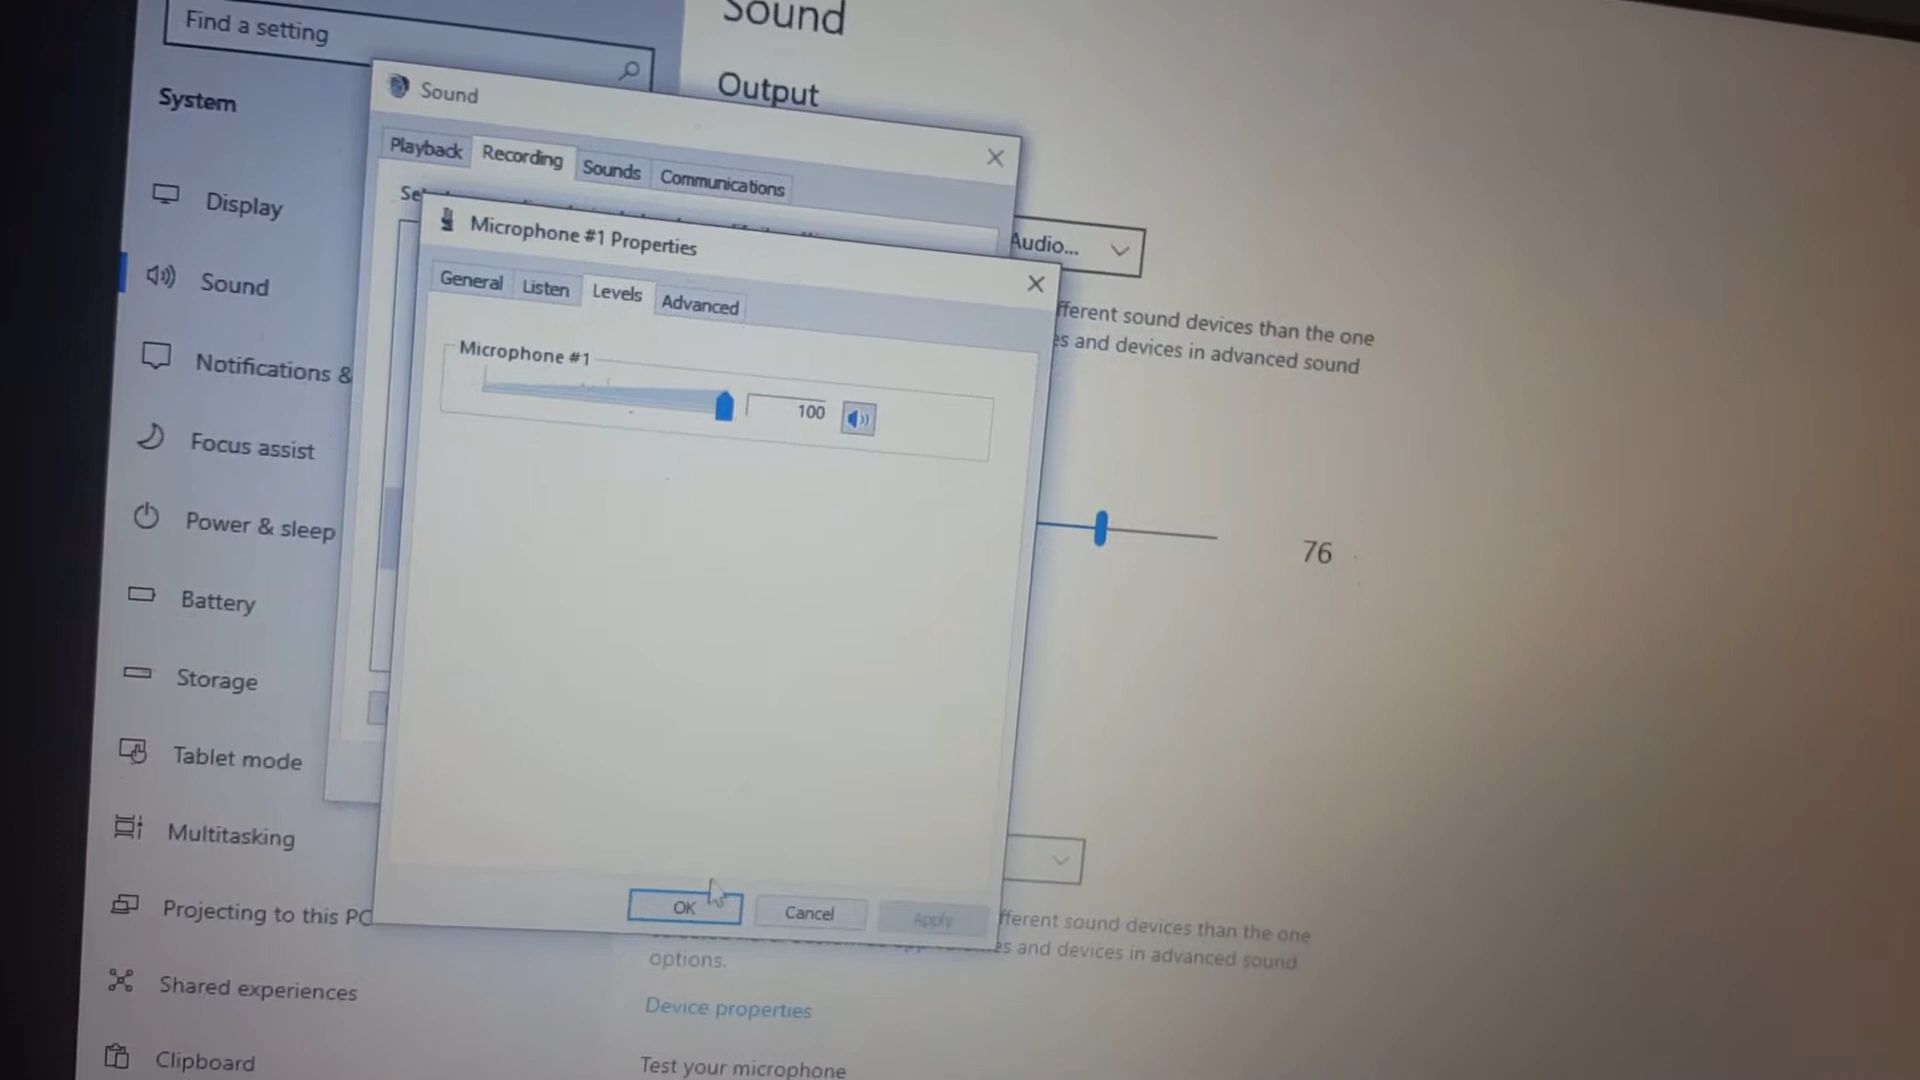 Find a setting
System
Display
Sound
Notifications &
Focus assist
Power & sleep
Battery
Storage
Tablet mode
Multitasking
Projecting to this PC
Shared experiences
Clipboard
Sound
Output
Audio...
fferent sound devices than the one
es and devices in advanced sound
76
fferent sound devices than the one
es and devices in advanced sound
options.
Device properties
Test your microphone
Sound
Playback Recording Sounds Communications
Microphone #1 Properties
General Listen Levels Advanced
Microphone #1
100
OK Cancel Apply